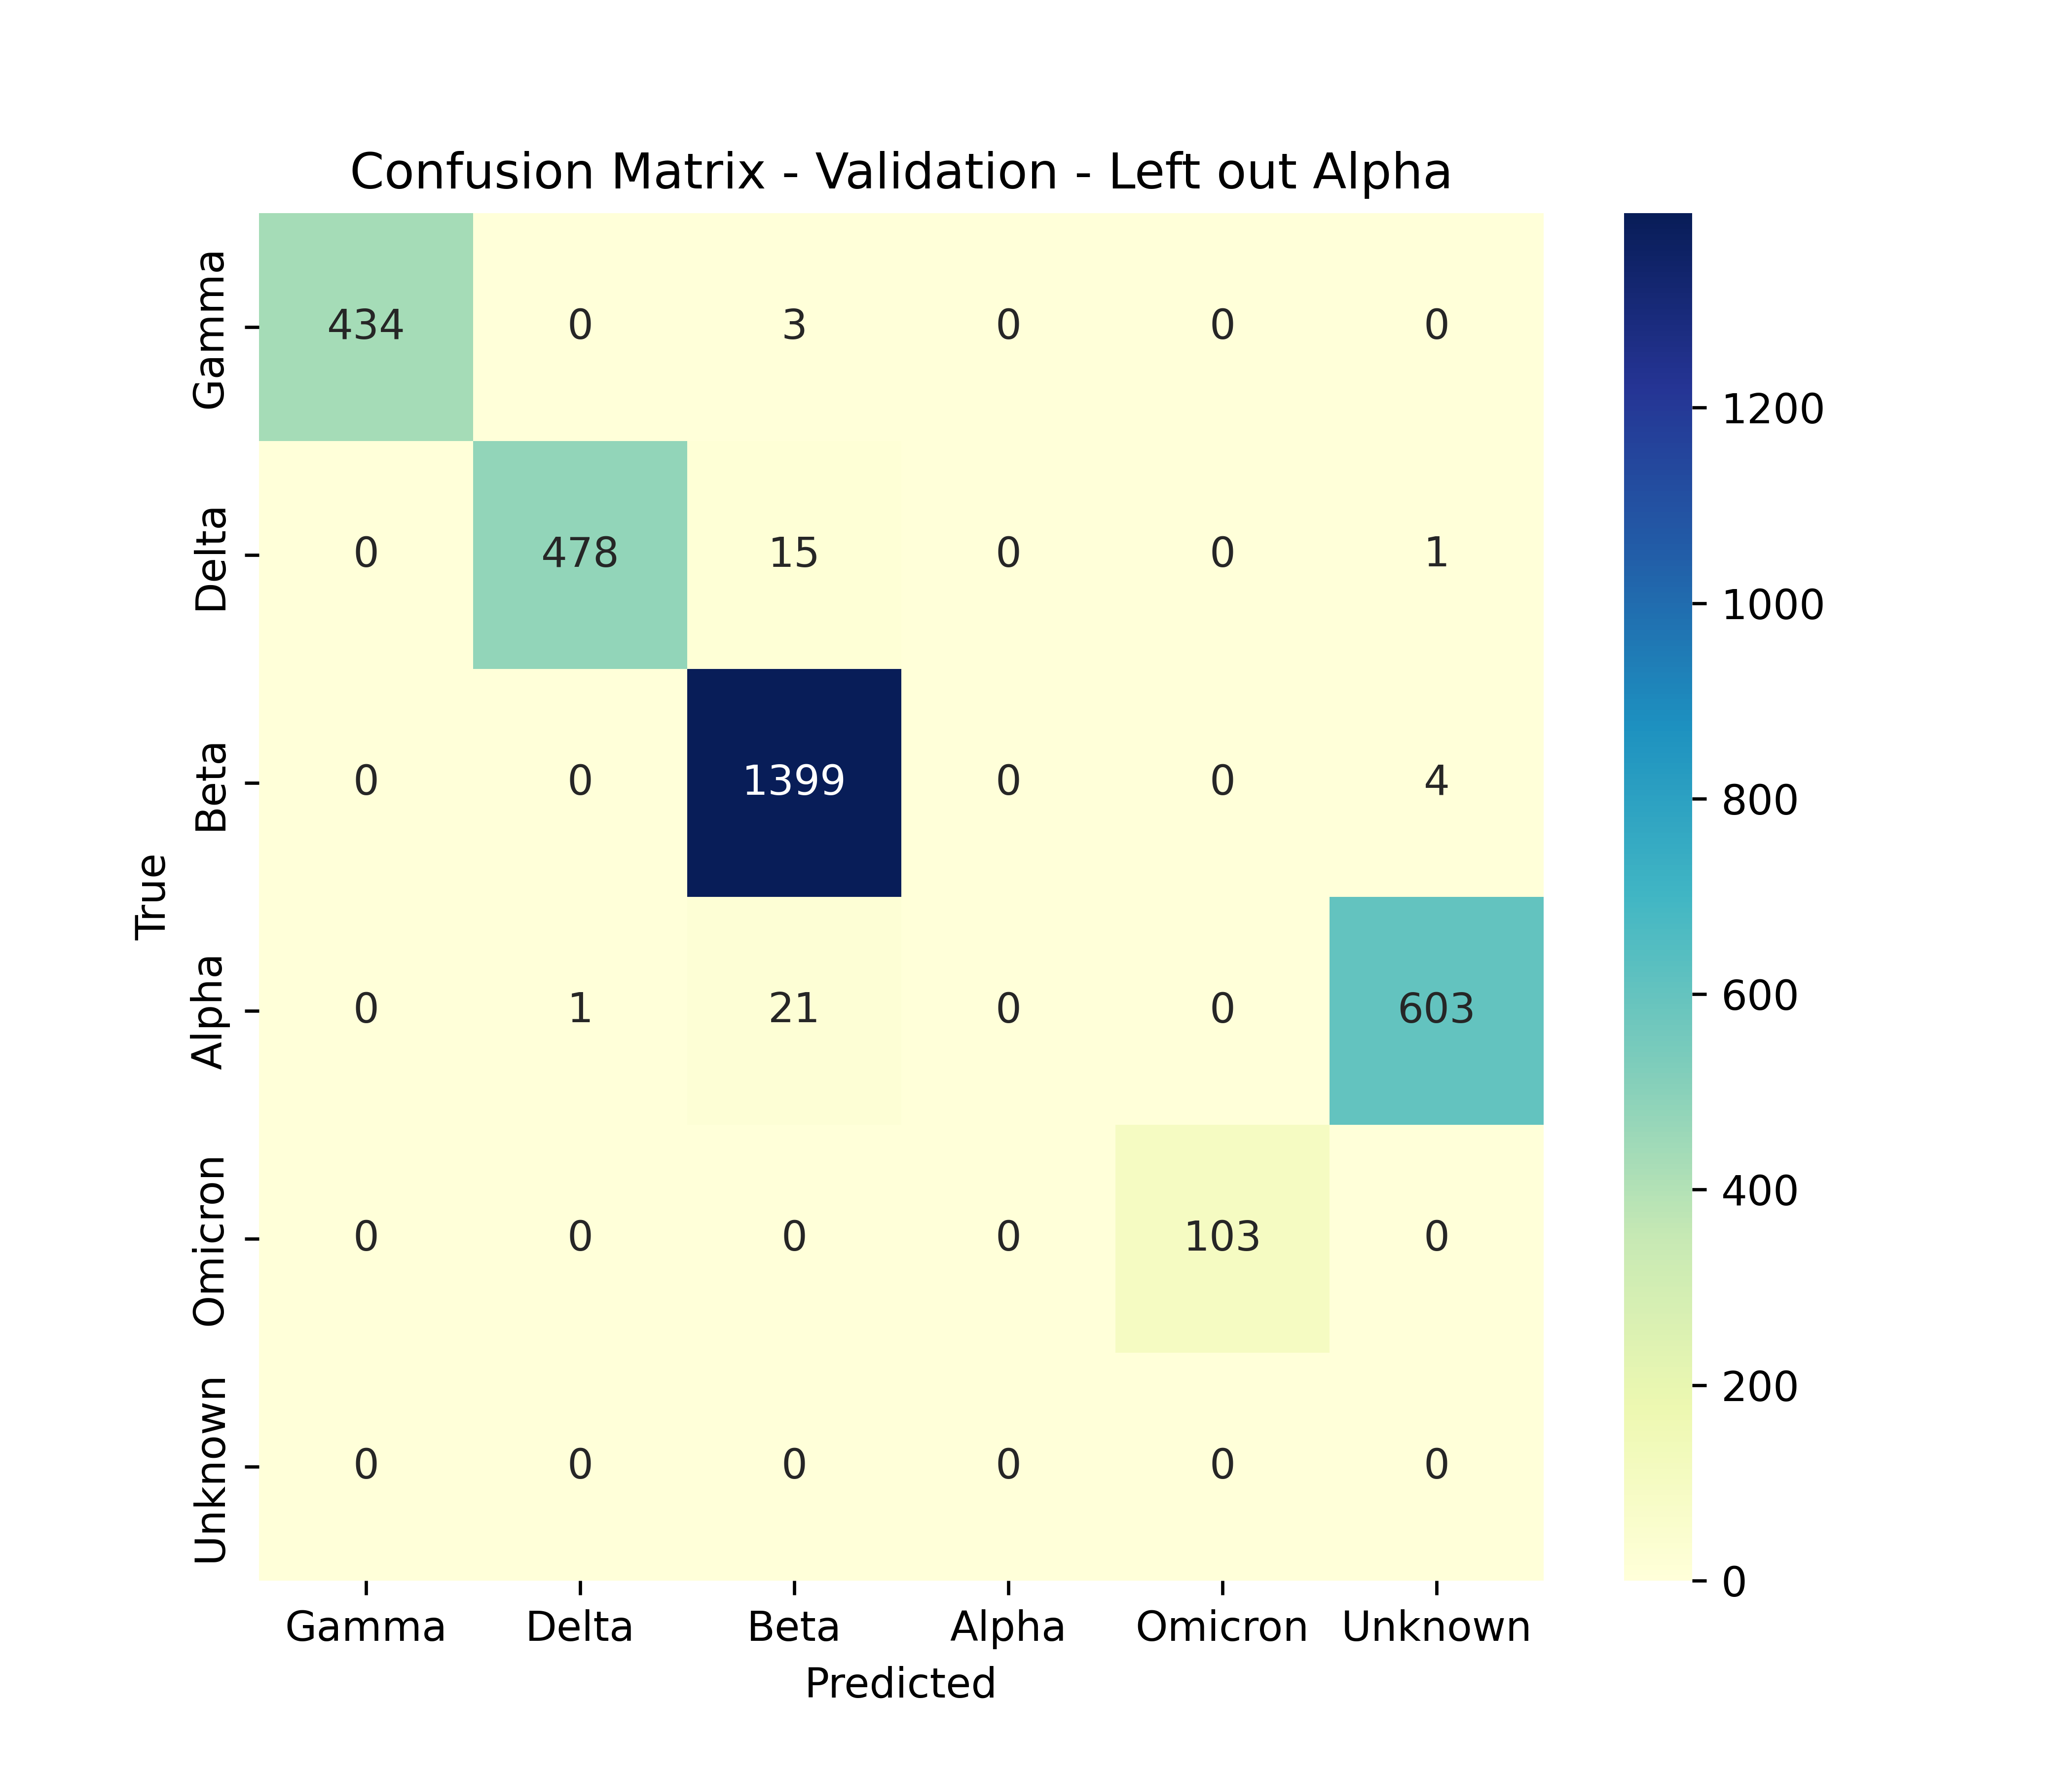 Confusion Matrix - Validation - Left out Alpha
True
Gamma 434 0 3 0 0 0
Delta 0 478 15 0 0 1
Beta 0 0 1399 0 0 4
Alpha 0 1 21 0 0 603
Omicron 0 0 0 0 103 0
Unknown 0 0 0 0 0 0
Gamma Delta Beta Alpha Omicron Unknown
Predicted
1200
1000
800
600
400
200
0